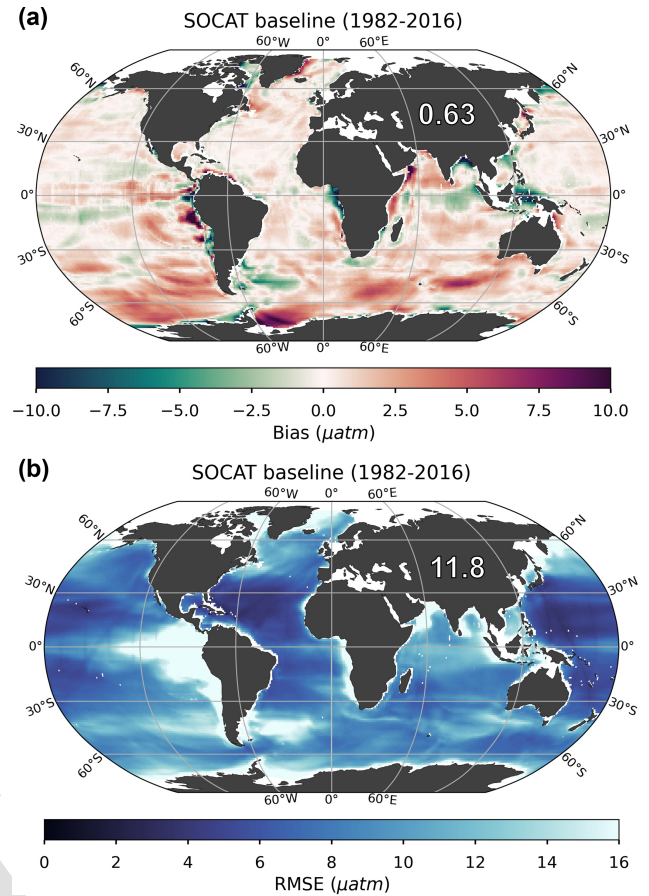 (a)
SOCAT baseline (1982-2016)
60°W 0° 60°E
60°N 60°N
0.63
30°N 30°N
0° 0°
30°S 30°S
60°S 60°S
60°W 0° 60°E
−10.0 −7.5 −5.0 −2.5 0.0 2.5 5.0 7.5 10.0
Bias (μatm)
(b)
SOCAT baseline (1982-2016)
60°W 0° 60°E
60°N 60°N
11.8
30°N 30°N
0° 0°
30°S 30°S
60°S 60°S
60°W 0° 60°E
0 2 4 6 8 10 12 14 16
RMSE (μatm)